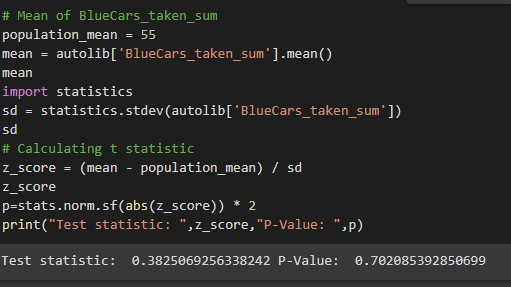 # Mean of BlueCars_taken_sum
population_mean = 55
mean = autolib['BlueCars_taken_sum'].mean()
mean
import statistics
sd = statistics.stdev(autolib['BlueCars_taken_sum'])
sd
# Calculating t statistic
z_score = (mean - population_mean) / sd
z_score
p=stats.norm.sf(abs(z_score)) * 2
print("Test statistic: ",z_score,"P-Value: ",p)
Test statistic:  0.3825069256338242 P-Value:  0.702085392850699